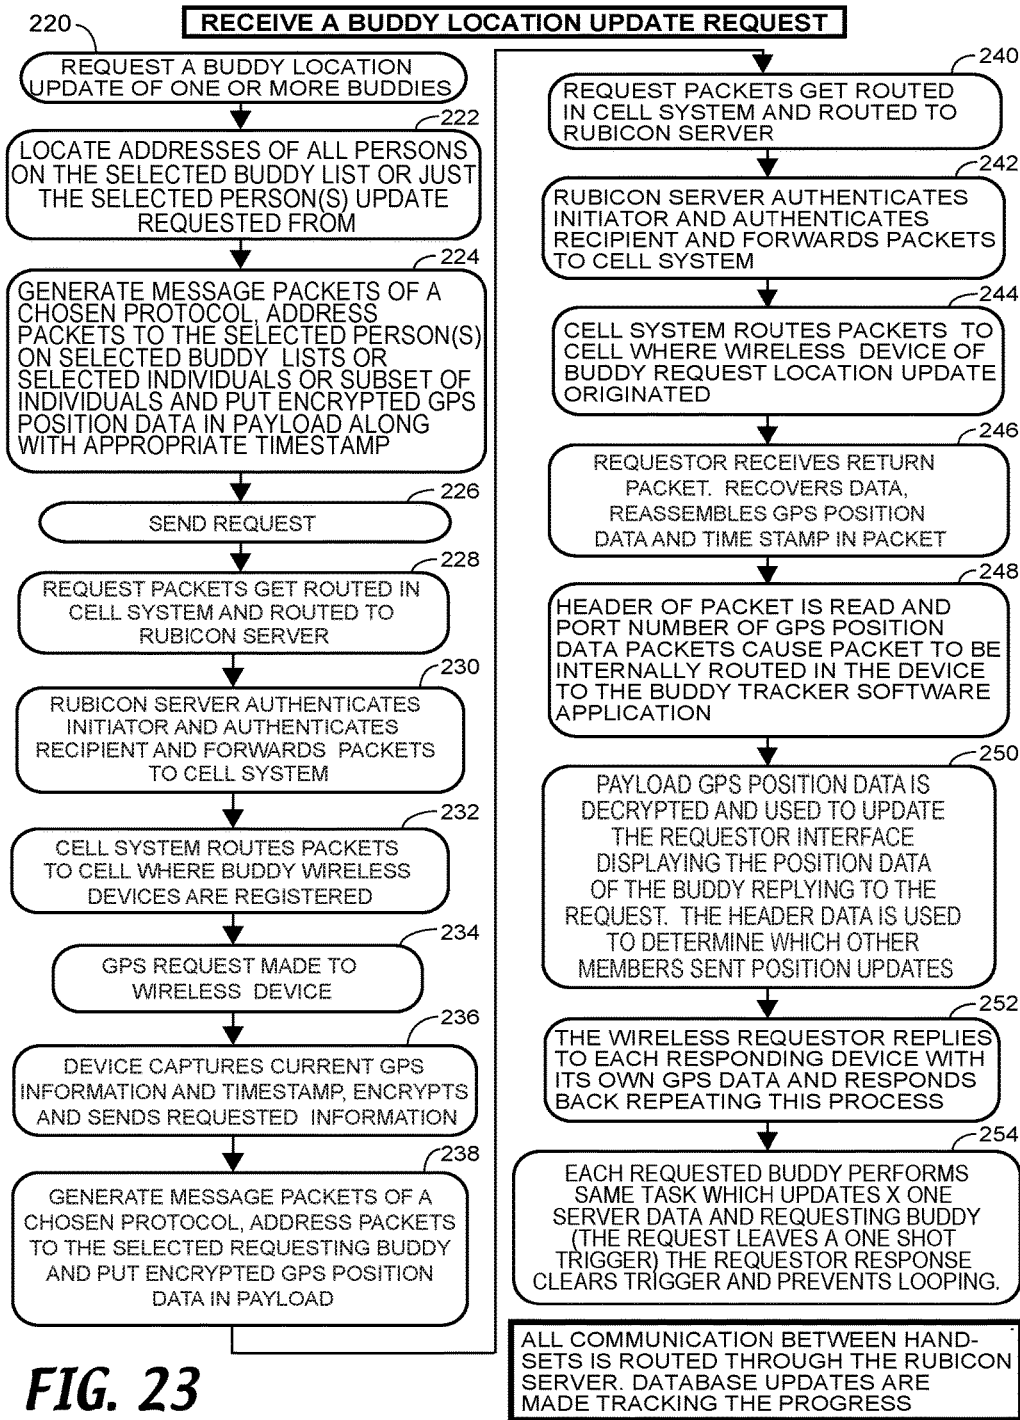 RECEIVE A BUDDY LOCATION UPDATE REQUEST
220
REQUEST A BUDDY LOCATION
UPDATE OF ONE OR MORE BUDDIES
222
LOCATE ADDRESSES OF ALL PERSONS
ON THE SELECTED BUDDY LIST OR JUST
THE SELECTED PERSON(S) UPDATE
REQUESTED FROM
224
GENERATE MESSAGE PACKETS OF A
CHOSEN PROTOCOL, ADDRESS
PACKETS TO THE SELECTED PERSON(S)
ON SELECTED BUDDY LISTS OR
SELECTED INDIVIDUALS OR SUBSET OF
INDIVIDUALS AND PUT ENCRYPTED GPS
POSITION DATA IN PAYLOAD ALONG
WITH APPROPRIATE TIMESTAMP
226
SEND REQUEST
228
REQUEST PACKETS GET ROUTED IN
CELL SYSTEM AND ROUTED TO
RUBICON SERVER
230
RUBICON SERVER AUTHENTICATES
INITIATOR AND AUTHENTICATES
RECIPIENT AND FORWARDS PACKETS
TO CELL SYSTEM
232
CELL SYSTEM ROUTES PACKETS
TO CELL WHERE BUDDY WIRELESS
DEVICES ARE REGISTERED
234
GPS REQUEST MADE TO
WIRELESS DEVICE
236
DEVICE CAPTURES CURRENT GPS
INFORMATION AND TIMESTAMP, ENCRYPTS
AND SENDS REQUESTED INFORMATION
238
GENERATE MESSAGE PACKETS OF A
CHOSEN PROTOCOL, ADDRESS PACKETS
TO THE SELECTED REQUESTING BUDDY
AND PUT ENCRYPTED GPS POSITION
DATA IN PAYLOAD
240
REQUEST PACKETS GET ROUTED
IN CELL SYSTEM AND ROUTED TO
RUBICON SERVER
242
RUBICON SERVER AUTHENTICATES
INITIATOR AND AUTHENTICATES
RECIPIENT AND FORWARDS PACKETS
TO CELL SYSTEM
244
CELL SYSTEM ROUTES PACKETS TO
CELL WHERE WIRELESS DEVICE OF
BUDDY REQUEST LOCATION UPDATE
ORIGINATED
246
REQUESTOR RECEIVES RETURN
PACKET. RECOVERS DATA,
REASSEMBLES GPS POSITION
DATA AND TIME STAMP IN PACKET
248
HEADER OF PACKET IS READ AND
PORT NUMBER OF GPS POSITION
DATA PACKETS CAUSE PACKET TO BE
INTERNALLY ROUTED IN THE DEVICE
TO THE BUDDY TRACKER SOFTWARE
APPLICATION
250
PAYLOAD GPS POSITION DATA IS
DECRYPTED AND USED TO UPDATE
THE REQUESTOR INTERFACE
DISPLAYING THE POSITION DATA
OF THE BUDDY REPLYING TO THE
REQUEST. THE HEADER DATA IS USED
TO DETERMINE WHICH OTHER
MEMBERS SENT POSITION UPDATES
252
THE WIRELESS REQUESTOR REPLIES
TO EACH RESPONDING DEVICE WITH
ITS OWN GPS DATA AND RESPONDS
BACK REPEATING THIS PROCESS
254
EACH REQUESTED BUDDY PERFORMS
SAME TASK WHICH UPDATES X ONE
SERVER DATA AND REQUESTING BUDDY
(THE REQUEST LEAVES A ONE SHOT
TRIGGER) THE REQUESTOR RESPONSE
CLEARS TRIGGER AND PREVENTS LOOPING.
ALL COMMUNICATION BETWEEN HAND-
SETS IS ROUTED THROUGH THE RUBICON
SERVER. DATABASE UPDATES ARE
MADE TRACKING THE PROGRESS
FIG. 23